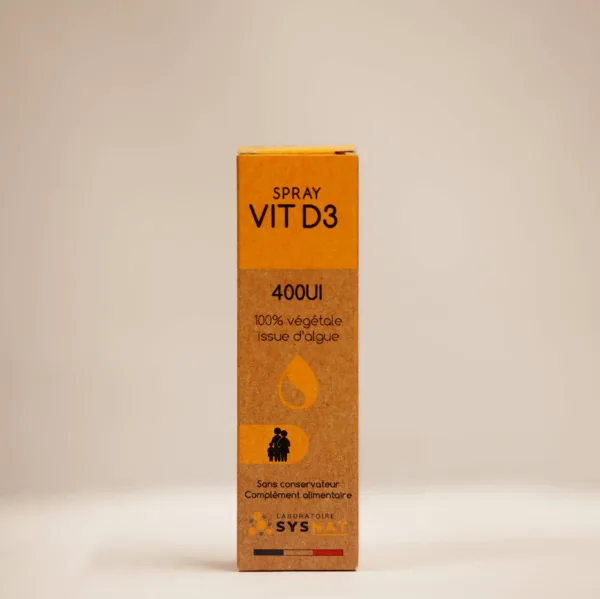 SPRAY
VIT D3
400UI
100% végétale
issue d'algue
Sans conservateur
Complément alimentaire
LABORATOIRE
SYSNAT